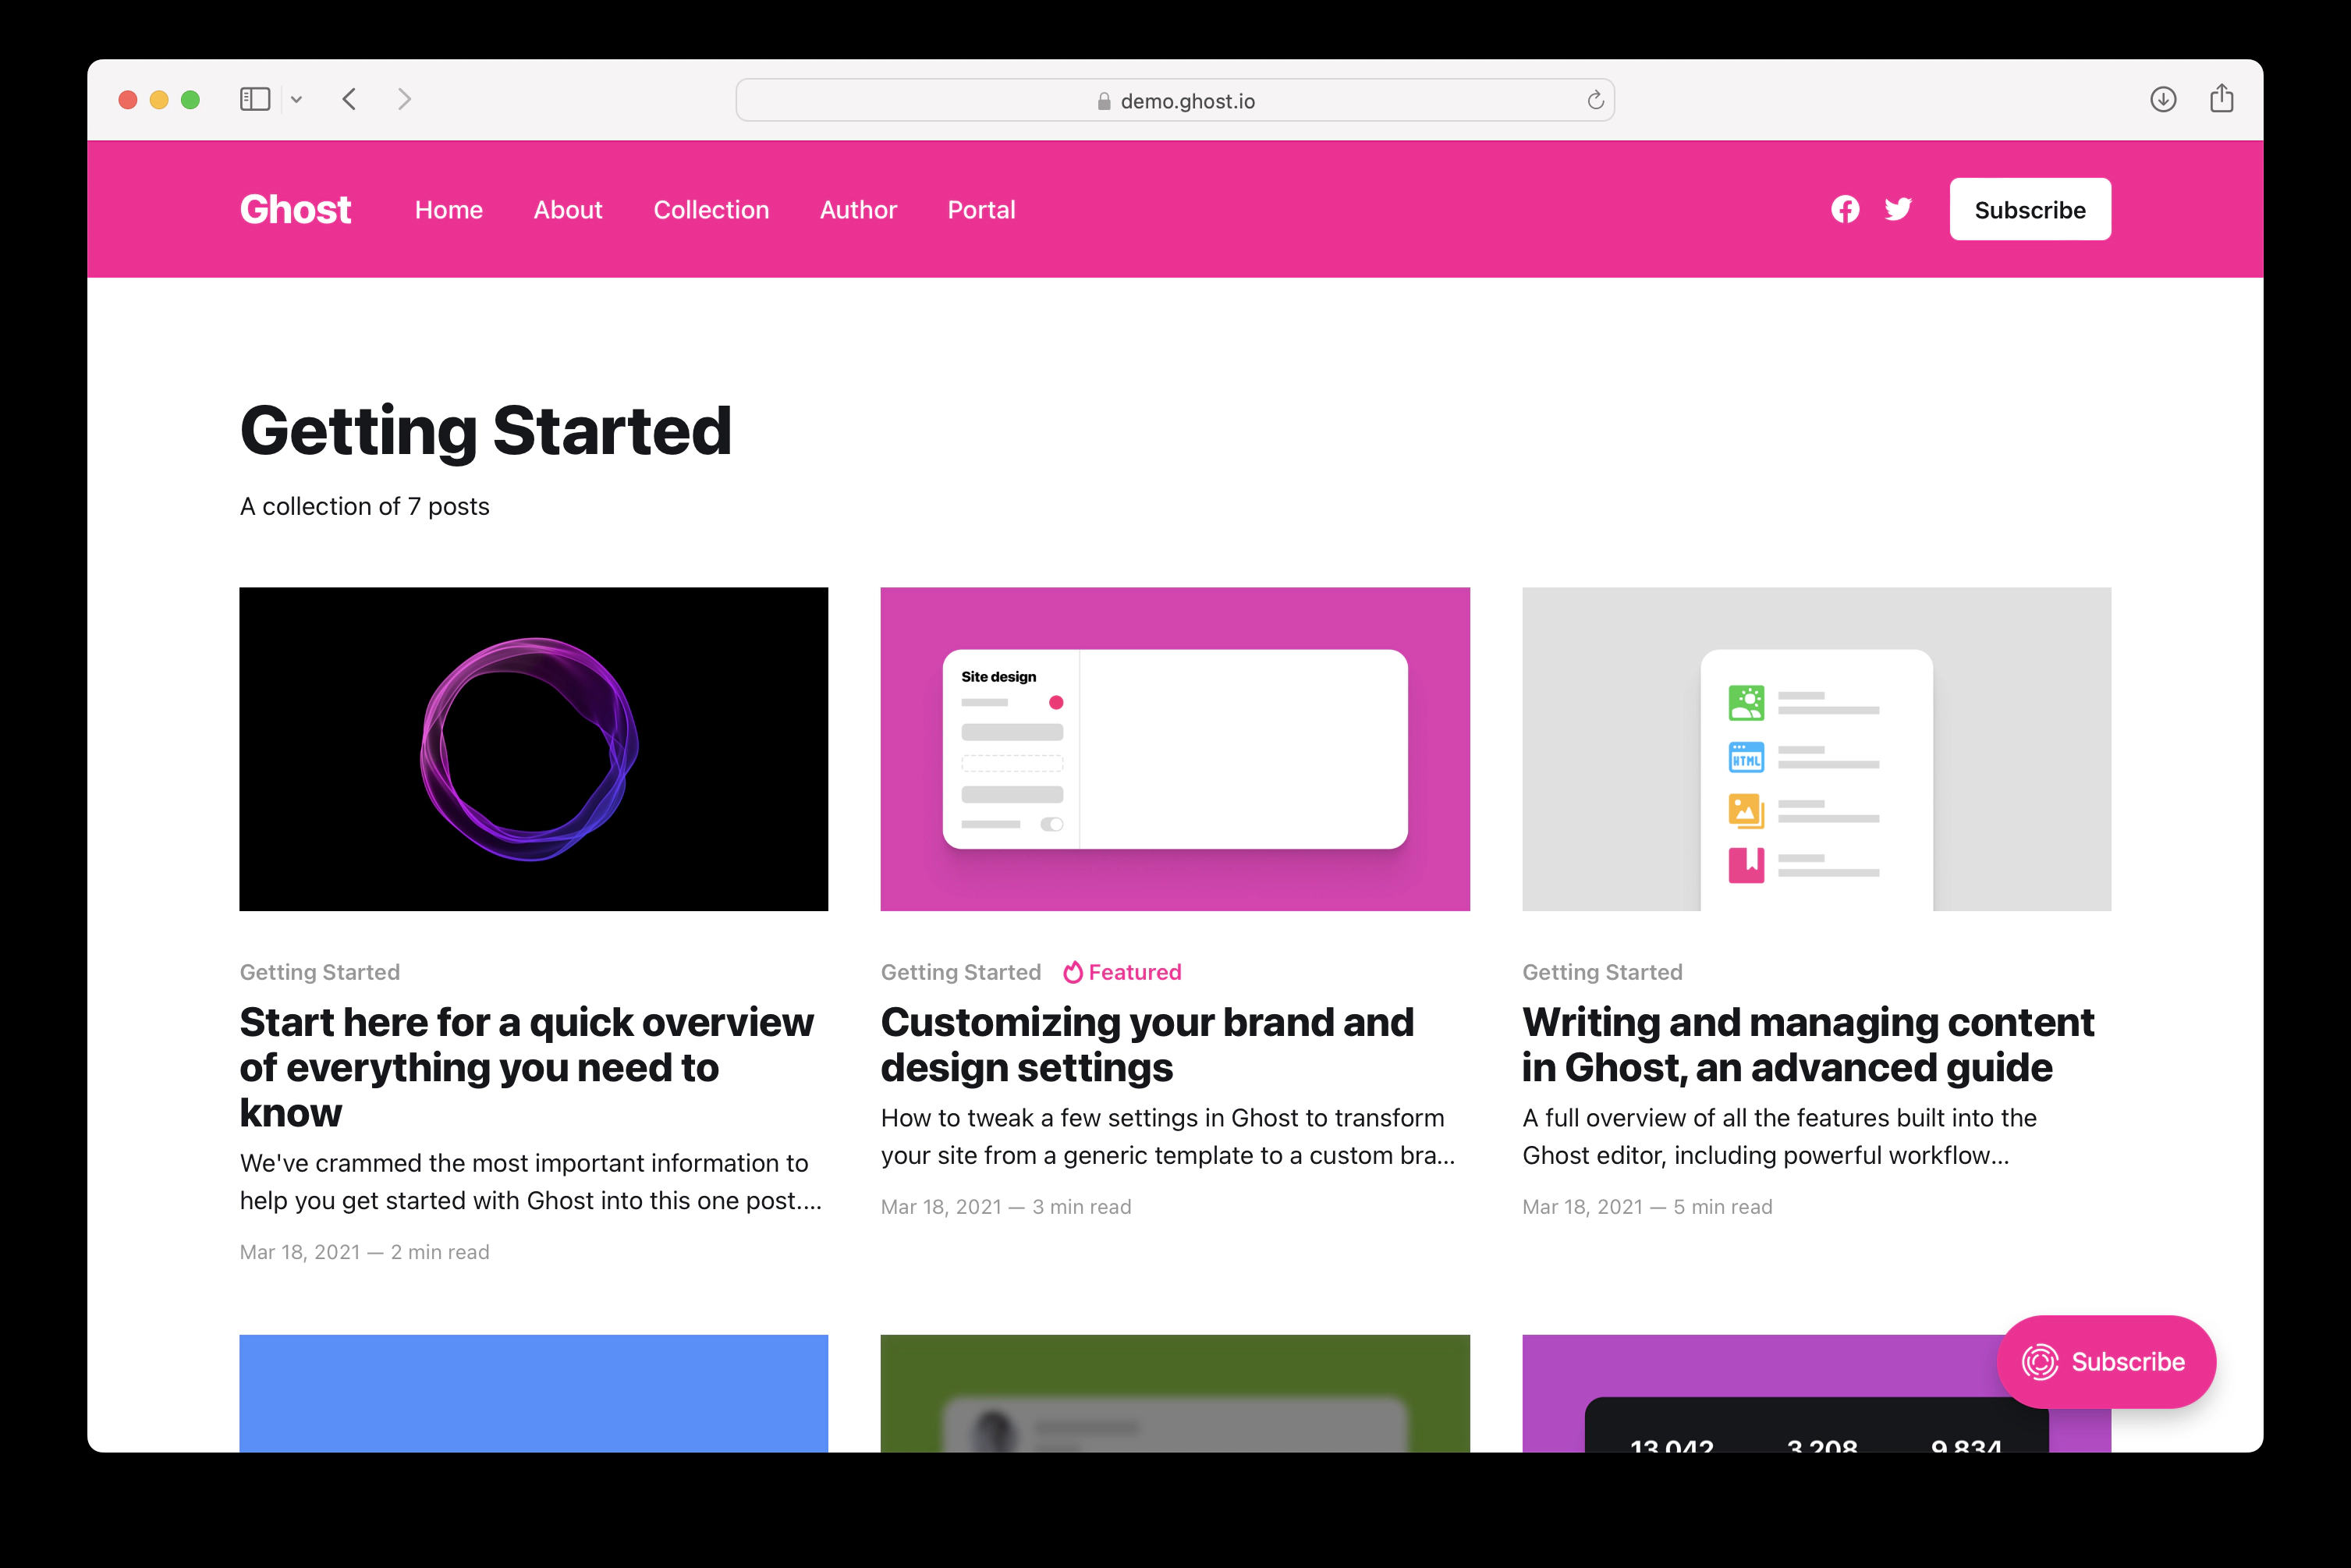 demo.ghost.io
Ghost
Home
About
Collection
Author
Portal
Subscribe
Getting Started
A collection of 7 posts
Site design
HTML
Getting Started
Start here for a quick overview
of everything you need to
know
We've crammed the most important information to
help you get started with Ghost into this one post....
Mar 18, 2021 — 2 min read
Getting Started
Featured
Customizing your brand and
design settings
How to tweak a few settings in Ghost to transform
your site from a generic template to a custom bra...
Mar 18, 2021 — 3 min read
Getting Started
Writing and managing content
in Ghost, an advanced guide
A full overview of all the features built into the
Ghost editor, including powerful workflow...
Mar 18, 2021 — 5 min read
Subscribe
13,042
3,208
9,834